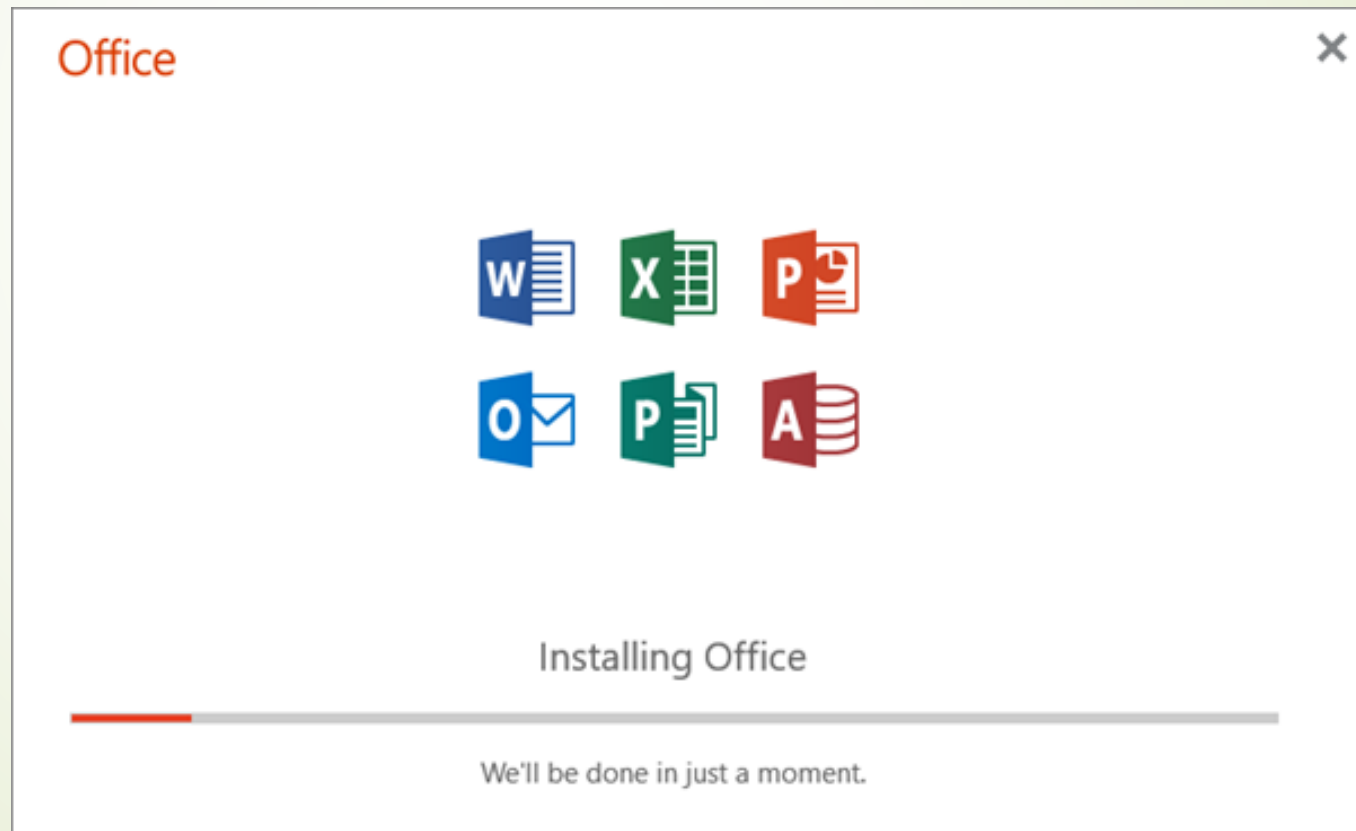 Office
W X P
O P A
Installing Office
We'll be done in just a moment.